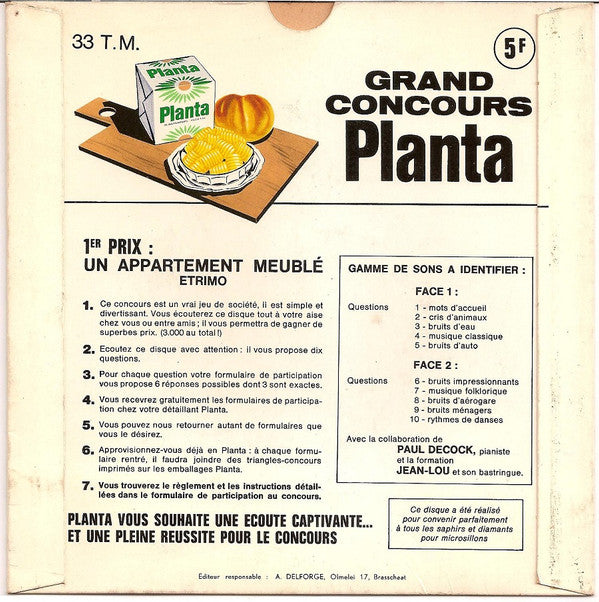 33 T.M.
5F
GRAND
CONCOURS
Planta
Planta
Planta
1ER PRIX :
UN APPARTEMENT MEUBLÉ
ETRIMO
1. Ce concours est un vrai jeu de société, il est simple et
divertissant. Vous écouterez ce disque tout à votre aise
chez vous ou entre amis ; il vous permettra de gagner de
superbes prix. (3.000 au total !)
2. Ecoutez ce disque avec attention : il vous propose dix
questions.
3. Pour chaque question votre formulaire de participation
vous propose 6 réponses possibles dont 3 sont exactes.
4. Vous recevrez gratuitement les formulaires de participa-
tion chez votre détaillant Planta.
5. Vous pouvez nous retourner autant de formulaires que
vous le désirez.
6. Approvisionnez-vous déjà en Planta : à chaque formu-
laire rentré, il faudra joindre des triangles-concours
imprimés sur les emballages Planta.
7. Vous trouverez le règlement et les instructions détail-
lées dans le formulaire de participation au concours.
PLANTA VOUS SOUHAITE UNE ECOUTE CAPTIVANTE...
ET UNE PLEINE REUSSITE POUR LE CONCOURS
GAMME DE SONS A IDENTIFIER :
FACE 1 :
Questions 1 - mots d'accueil
2 - cris d'animaux
3 - bruits d'eau
4 - musique classique
5 - bruits d'auto
FACE 2 :
Questions 6 - bruits impressionnants
7 - musique folklorique
8 - bruits d'aérogare
9 - bruits ménagers
10 - rythmes de danses
Avec la collaboration de
PAUL DECOCK, pianiste
et la formation
JEAN-LOU et son bastringue.
Ce disque a été réalisé
pour convenir parfaitement
à tous les saphirs et diamants
pour microsillons
Editeur responsable : A. DELFORGE, Olmelei 17, Brasschaat